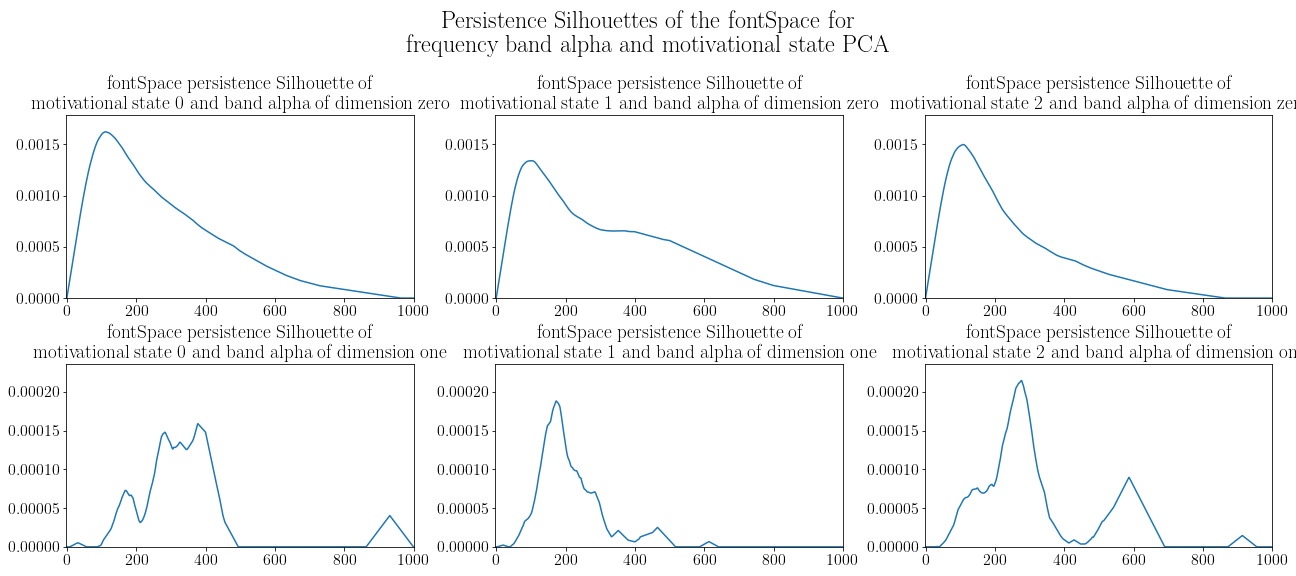 Persistence Silhouettes of the fontSpace for
frequency band alpha and motivational state PCA
fontSpace persistence Silhouette of
motivational state 0 and band alpha of dimension zero
fontSpace persistence Silhouette of
motivational state 1 and band alpha of dimension zero
fontSpace persistence Silhouette of
motivational state 2 and band alpha of dimension zer
0.0015
0.0010
0.0005
0.0000
0 200 400 600 800 1000
0.0015
0.0010
0.0005
0.0000
0 200 400 600 800 1000
0.0015
0.0010
0.0005
0.0000
0 200 400 600 800 1000
fontSpace persistence Silhouette of
motivational state 0 and band alpha of dimension one
fontSpace persistence Silhouette of
motivational state 1 and band alpha of dimension one
fontSpace persistence Silhouette of
motivational state 2 and band alpha of dimension on
0.00020
0.00015
0.00010
0.00005
0.00000
0 200 400 600 800 1000
0.00020
0.00015
0.00010
0.00005
0.00000
0 200 400 600 800 1000
0.00020
0.00015
0.00010
0.00005
0.00000
0 200 400 600 800 1000